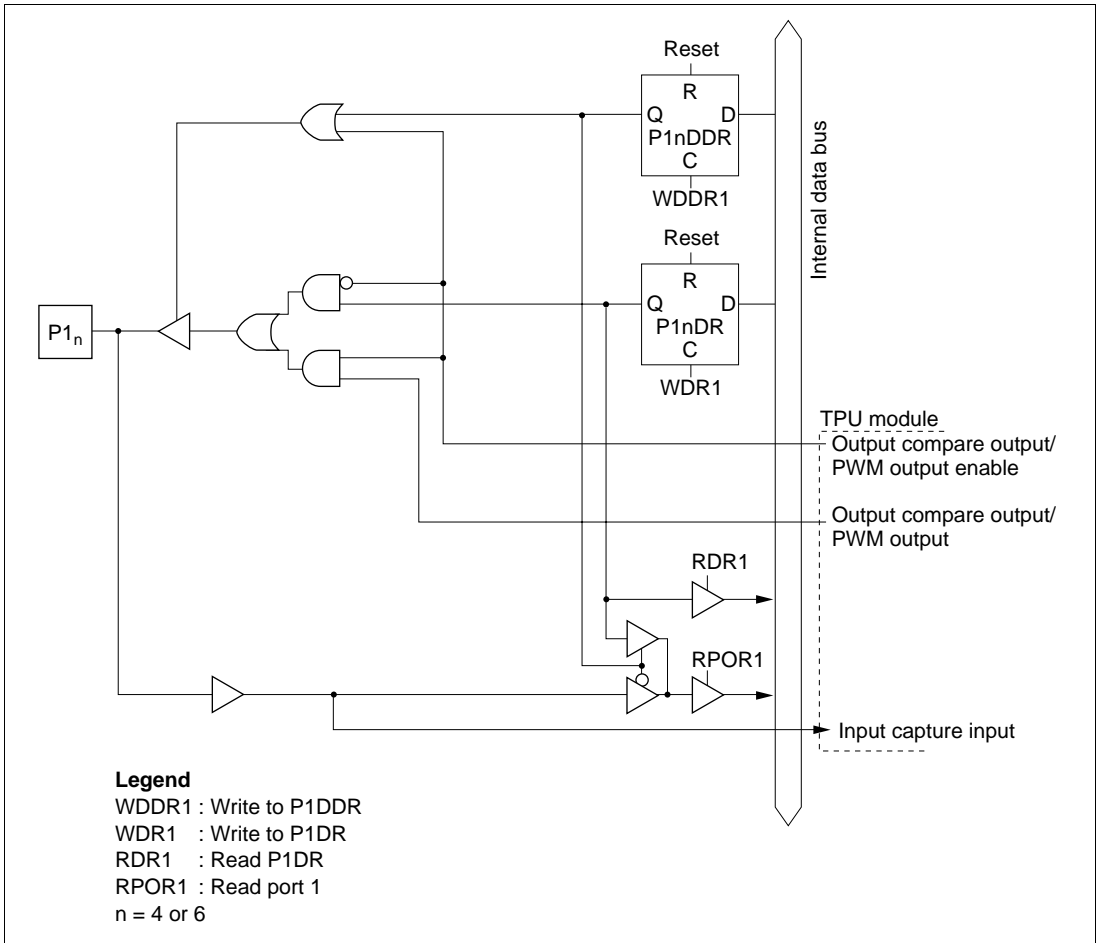 Reset
R
Q D
P1nDDR
C
WDDR1
Internal data bus
Reset
R
Q D
P1nDR
C
WDR1
P1n
TPU module
Output compare output/
PWM output enable
Output compare output/
PWM output
RDR1
RPOR1
Input capture input
Legend
WDDR1 : Write to P1DDR
WDR1 : Write to P1DR
RDR1 : Read P1DR
RPOR1 : Read port 1
n = 4 or 6